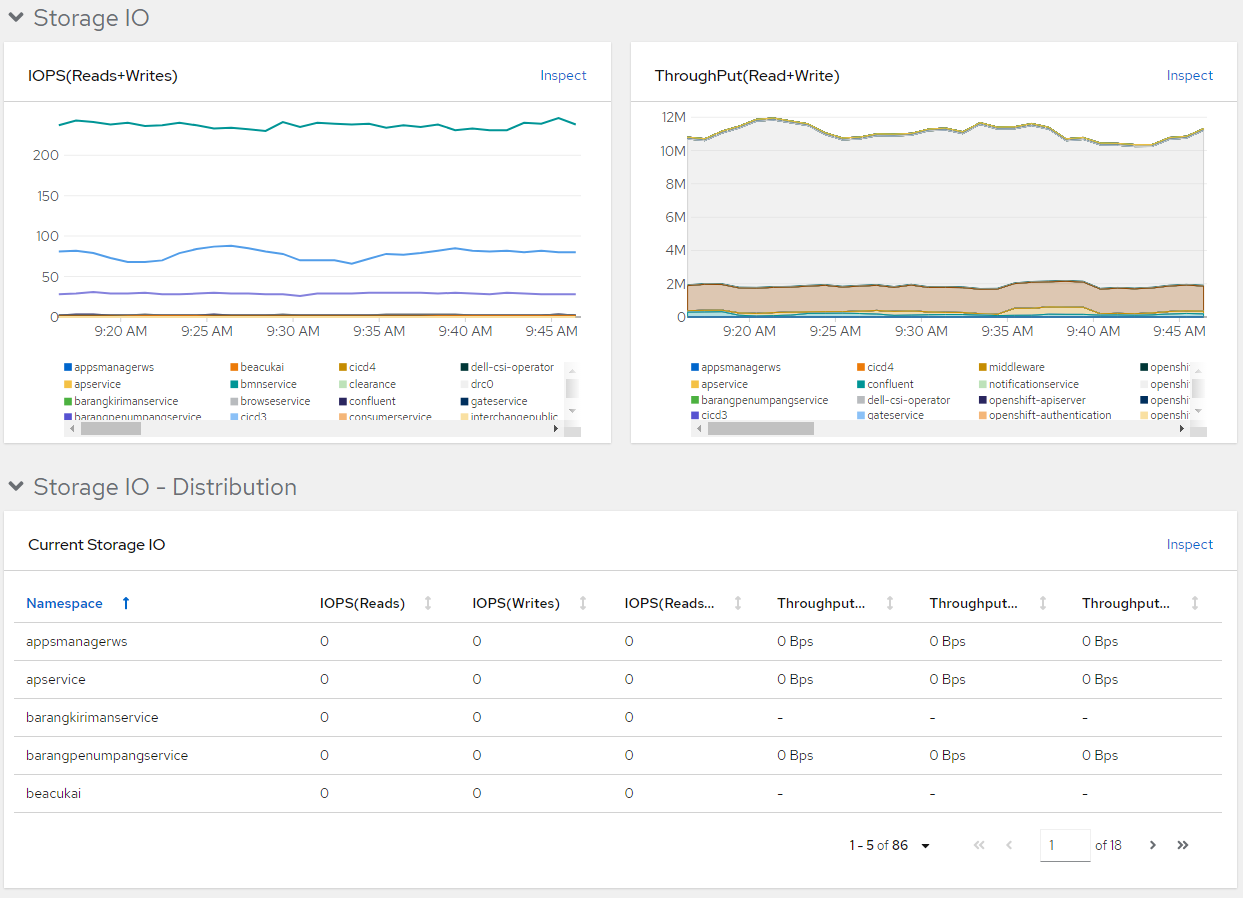 Storage IO
IOPS(Reads+Writes) Inspect
200
150
100
50
0
9:20 AM 9:25 AM 9:30 AM 9:35 AM 9:40 AM 9:45 AM
appsmanagerws beacukai cicd4 dell-csi-operator
apservice bmnservice clearance drc0
barangkirimanservice browseservice confluent gateservice
barangpenumpangservice cicd3 consumerservice interchangepublic
ThroughPut(Read+Write) Inspect
12M
10M
8M
6M
4M
2M
0
9:20 AM 9:25 AM 9:30 AM 9:35 AM 9:40 AM 9:45 AM
appsmanagerws cicd4 middleware openshi
apservice confluent notificationservice openshi
barangpenumpangservice dell-csi-operator openshift-apiserver openshi
cicd3 gateservice openshift-authentication openshi
Storage IO - Distribution
Current Storage IO Inspect
Namespace IOPS(Reads) IOPS(Writes) IOPS(Reads... Throughput... Throughput... Throughput...
appsmanagerws 0 0 0 0 Bps 0 Bps 0 Bps
apservice 0 0 0 0 Bps 0 Bps 0 Bps
barangkirimanservice 0 0 0 - - -
barangpenumpangservice 0 0 0 0 Bps 0 Bps 0 Bps
beacukai 0 0 0 - - -
1 - 5 of 86 1 of 18